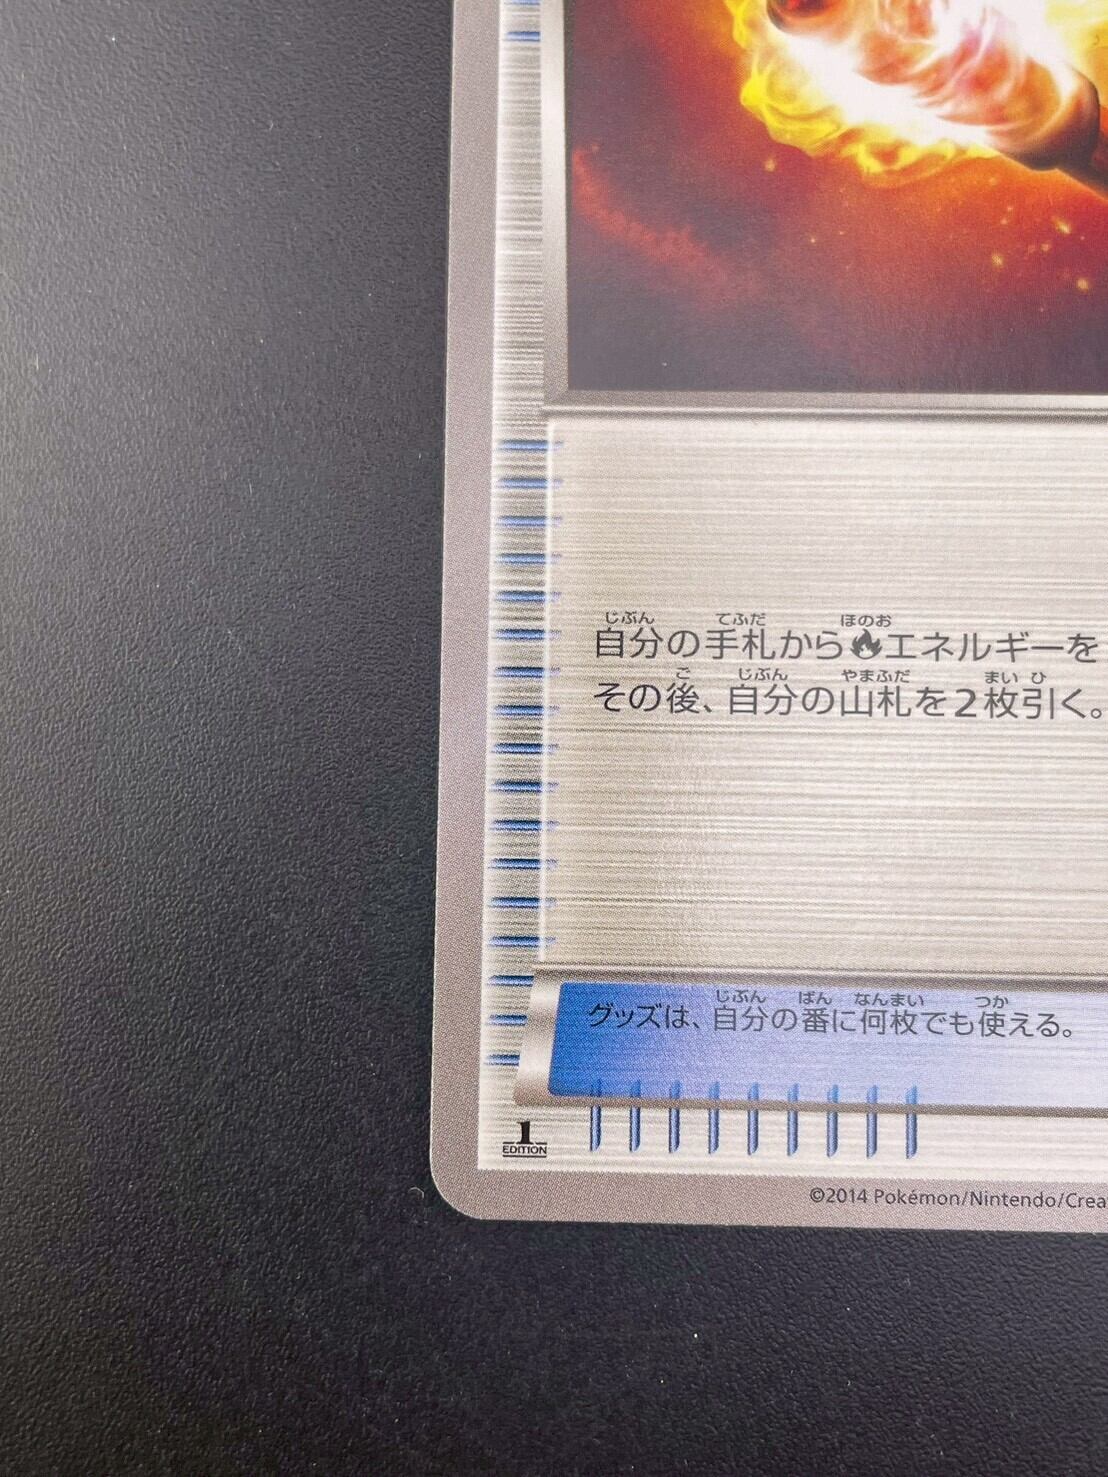 自分の手札から🔥エネルギーを
その後、自分の山札を2枚引く。
グッズは、自分の番に何枚でも使える。
1
EDITION
©2014 Pokémon/Nintendo/Crea